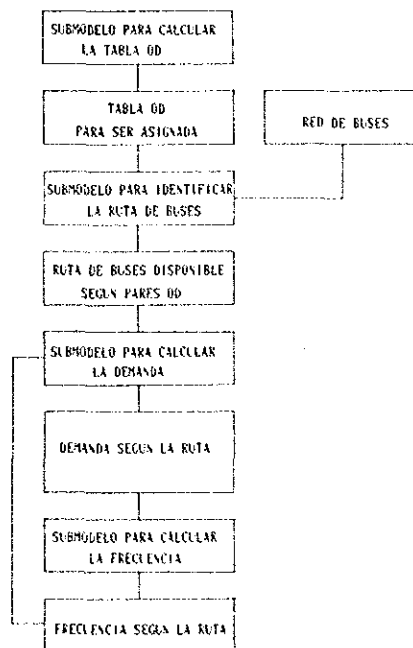 SUBMODELO PARA CALCULAR
LA TABLA OD
TABLA OD
PARA SER ASIGNADA
RED DE BUSES
SUBMODELO PARA IDENTIFICAR
LA RUTA DE BUSES
RUTA DE BUSES DISPONIBLE
SEGUN PARES OD
SUBMODELO PARA CALCULAR
LA DEMANDA
DEMANDA SEGUN LA RUTA
SUBMODELO PARA CALCULAR
LA FRECUENCIA
FRECUENCIA SEGUN LA RUTA